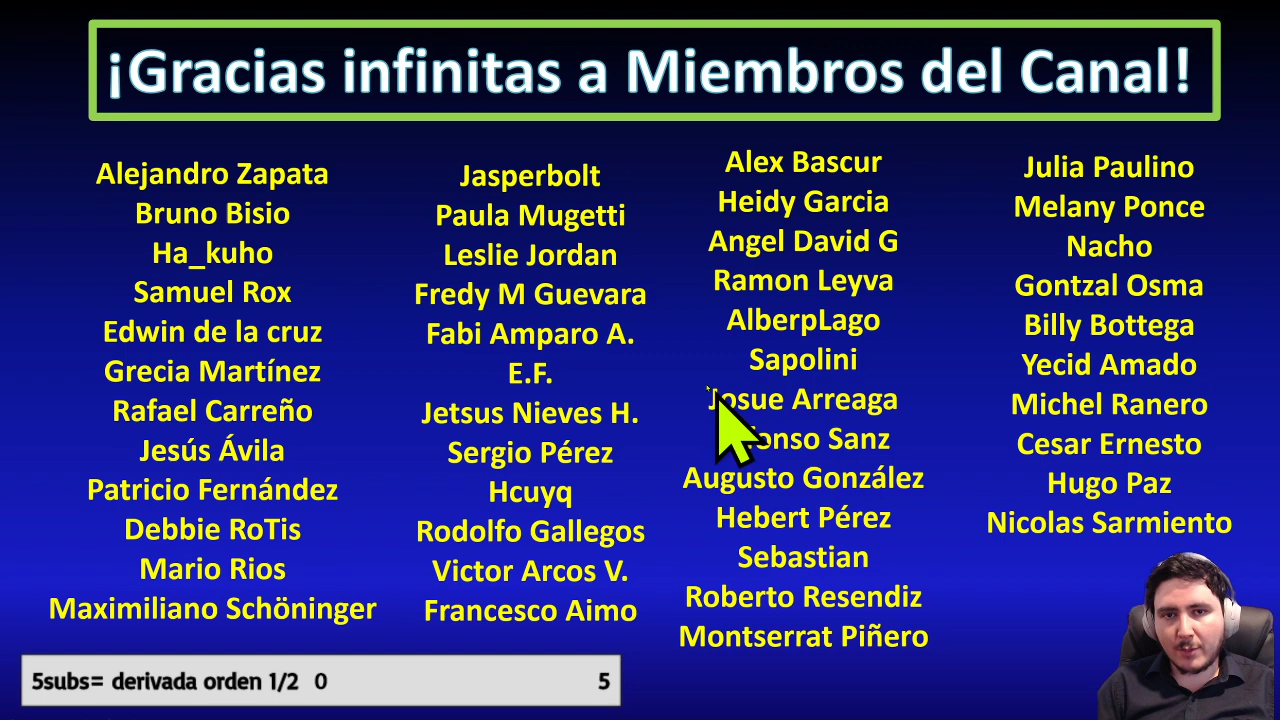 ¡Gracias infinitas a Miembros del Canal!
Alejandro Zapata
Bruno Bisio
Ha_kuho
Samuel Rox
Edwin de la cruz
Grecia Martínez
Rafael Carreño
Jesús Ávila
Patricio Fernández
Debbie RoTis
Mario Rios
Maximiliano Schöninger
Jasperbolt
Paula Mugetti
Leslie Jordan
Fredy M Guevara
Fabi Amparo A.
E.F.
Jetsus Nieves H.
Sergio Pérez
Hcuyq
Rodolfo Gallegos
Victor Arcos V.
Francesco Aimo
Alex Bascur
Heidy Garcia
Angel David G
Ramon Leyva
AlberpLago
Sapolini
Josue Arreaga
Sanz
Augusto González
Hebert Pérez
Sebastian
Roberto Resendiz
Montserrat Piñero
Julia Paulino
Melany Ponce
Nacho
Gontzal Osma
Billy Bottega
Yecid Amado
Michel Ranero
Cesar Ernesto
Hugo Paz
Nicolas Sarmiento
5subs= derivada orden 1/2 0 5